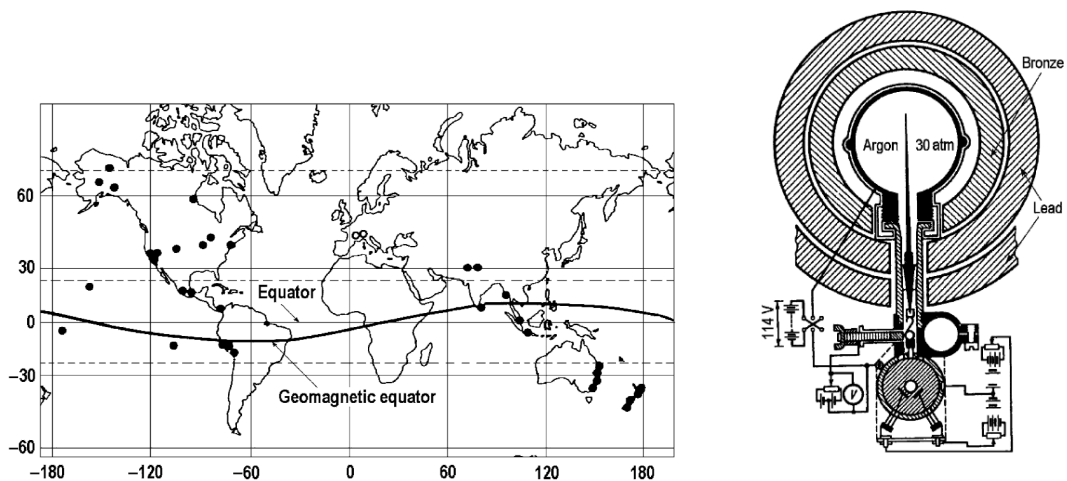 60
30
0
–30
–60
–180
–120
–60
0
60
120
180
Equator
Geomagnetic equator
Bronze
Argon 30 atm
Lead
114 V
V